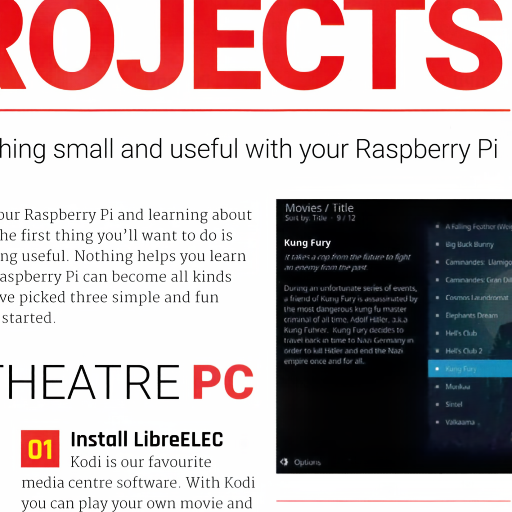 ROJECTS
hing small and useful with your Raspberry Pi
our Raspberry Pi and learning about
he first thing you'll want to do is
ng useful. Nothing helps you learn
aspberry Pi can become all kinds
ve picked three simple and fun
started.
THEATRE PC
01 Install LibreELEC
Kodi is our favourite
media centre software. With Kodi
you can play your own movie and
Movies / Title
Sort by: Title · 9 / 12
Kung Fury
It takes a cop from the future to fight
an enemy from the past.
During an unfortunate series of events,
a friend of Kung Fury is assassinated by
the most dangerous kung fu master
criminal of all time, Adolf Hitler, a.k.a
Kung Führer. Kung Fury decides to
travel back in time to Nazi Germany in
order to kill Hitler and end the Nazi
empire once and for all.
A Falling Feather (Wor
Big Buck Bunny
Caminandes: Llamigo
Caminandes: Gran Dil
Cosmos Laundromat
Elephants Dream
Hell's Club
Hell's Club 2
Kung Fury
Sintel
Valkaama
Options